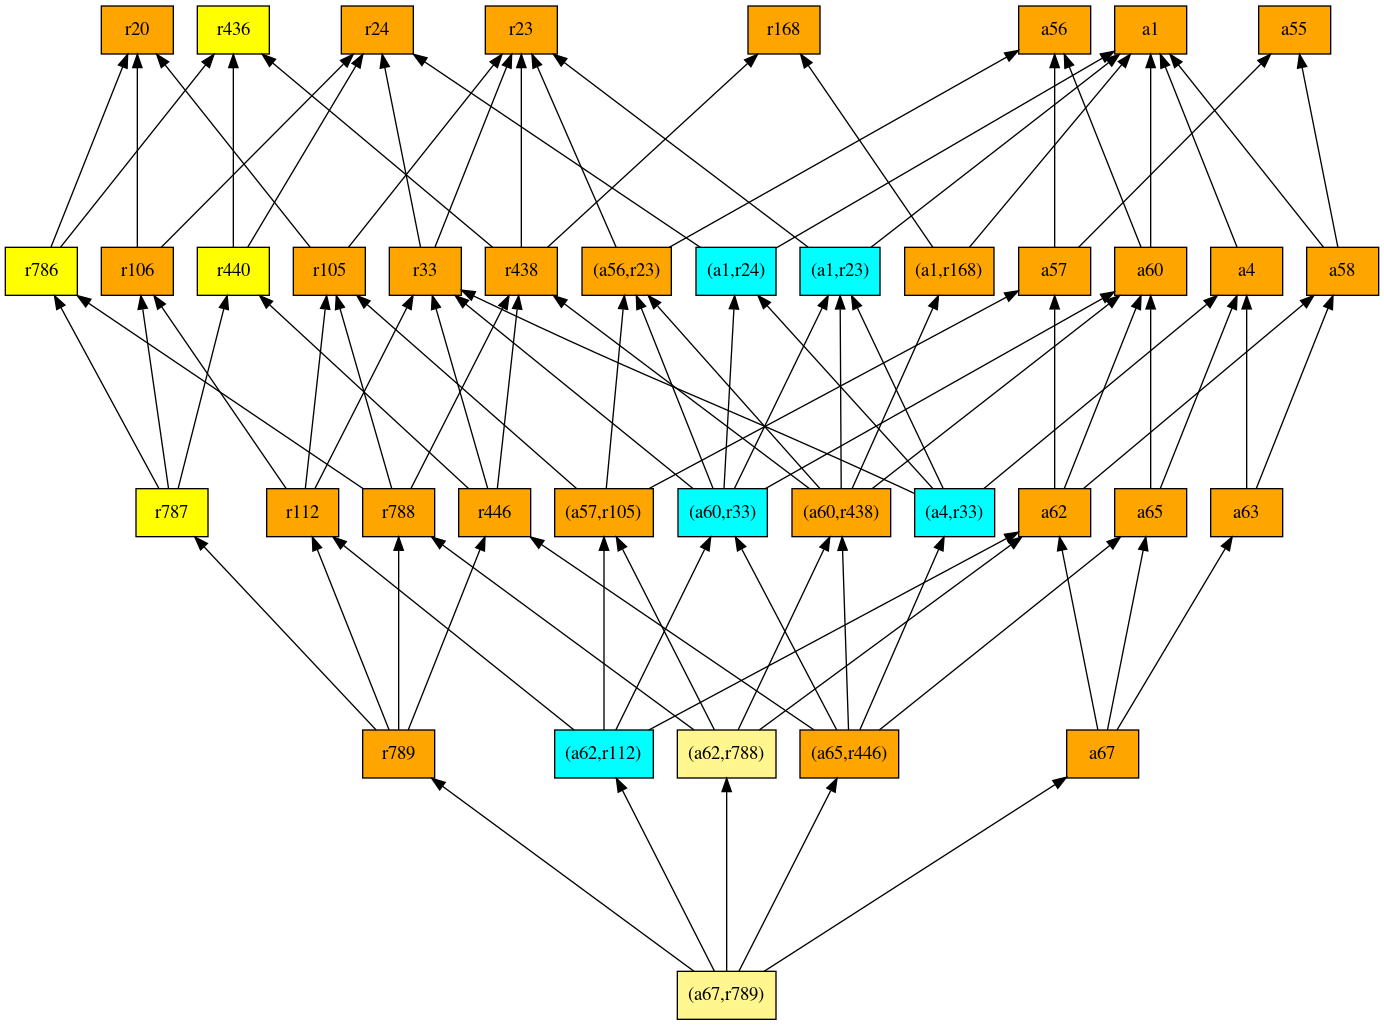 r20 r436 r24 r23 r168 a56 a1 a55
r786 r106 r440 r105 r33 r438 (a56,r23) (a1,r24) (a1,r23) (a1,r168) a57 a60 a4 a58
r787 r112 r788 r446 (a57,r105) (a60,r33) (a60,r438) (a4,r33) a62 a65 a63
r789 (a62,r112) (a62,r788) (a65,r446) a67
(a67,r789)